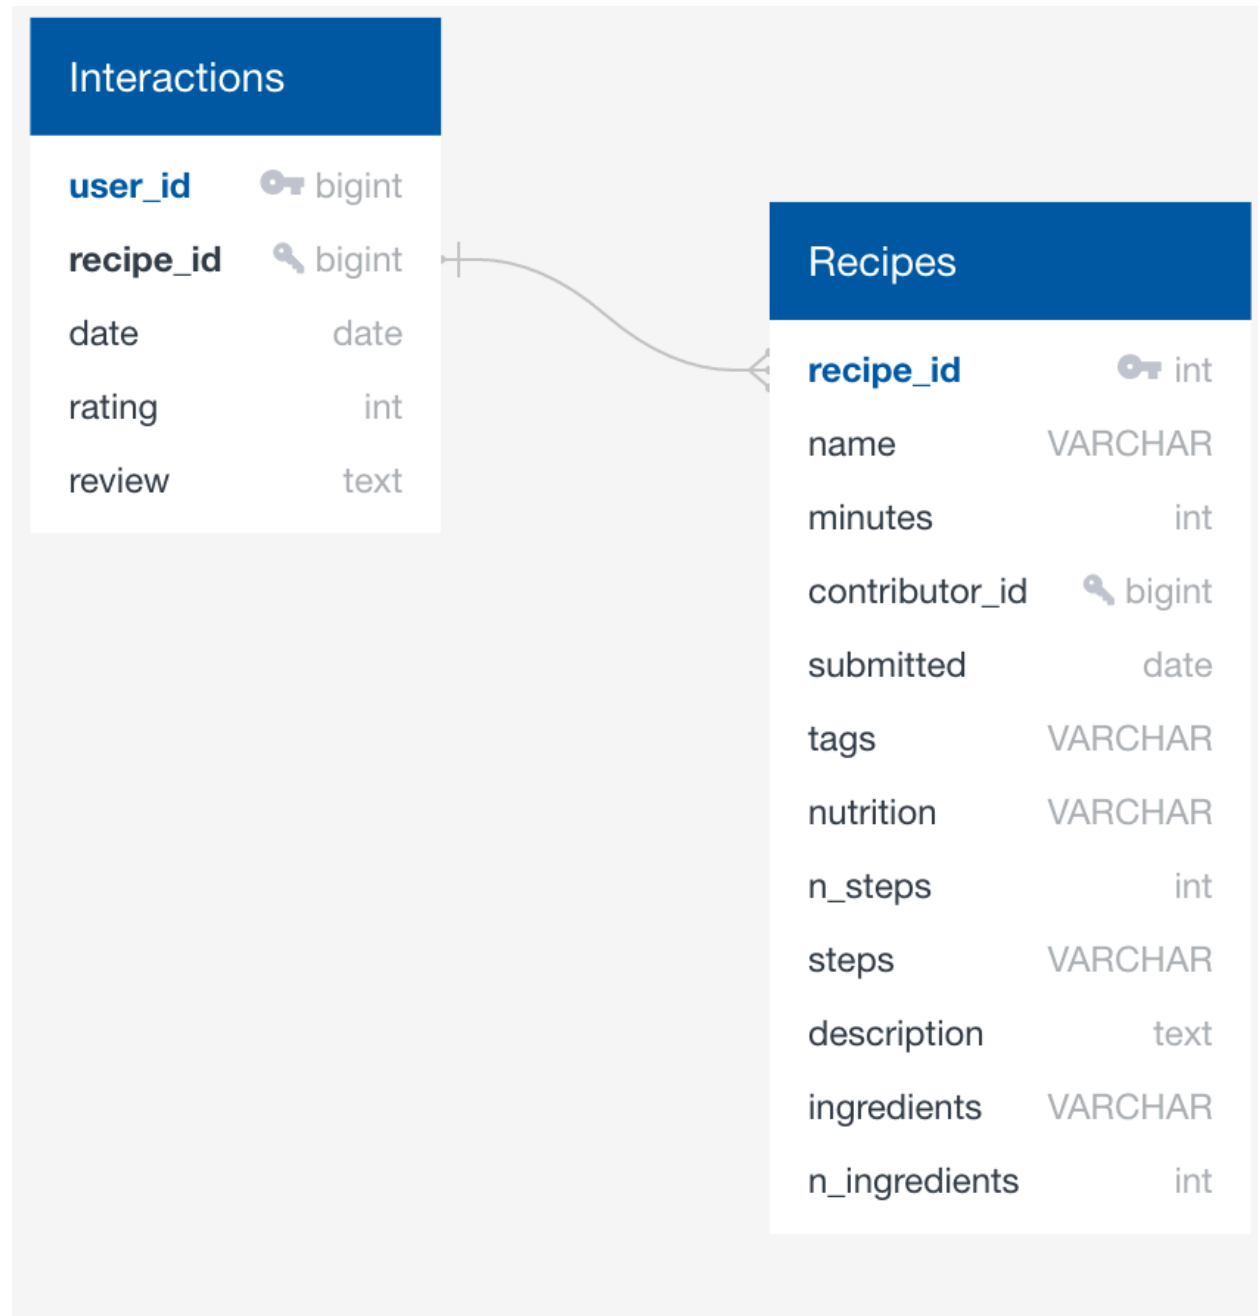 Interactions
user_id bigint
recipe_id bigint
date date
rating int
review text
Recipes
recipe_id int
name VARCHAR
minutes int
contributor_id bigint
submitted date
tags VARCHAR
nutrition VARCHAR
n_steps int
steps VARCHAR
description text
ingredients VARCHAR
n_ingredients int